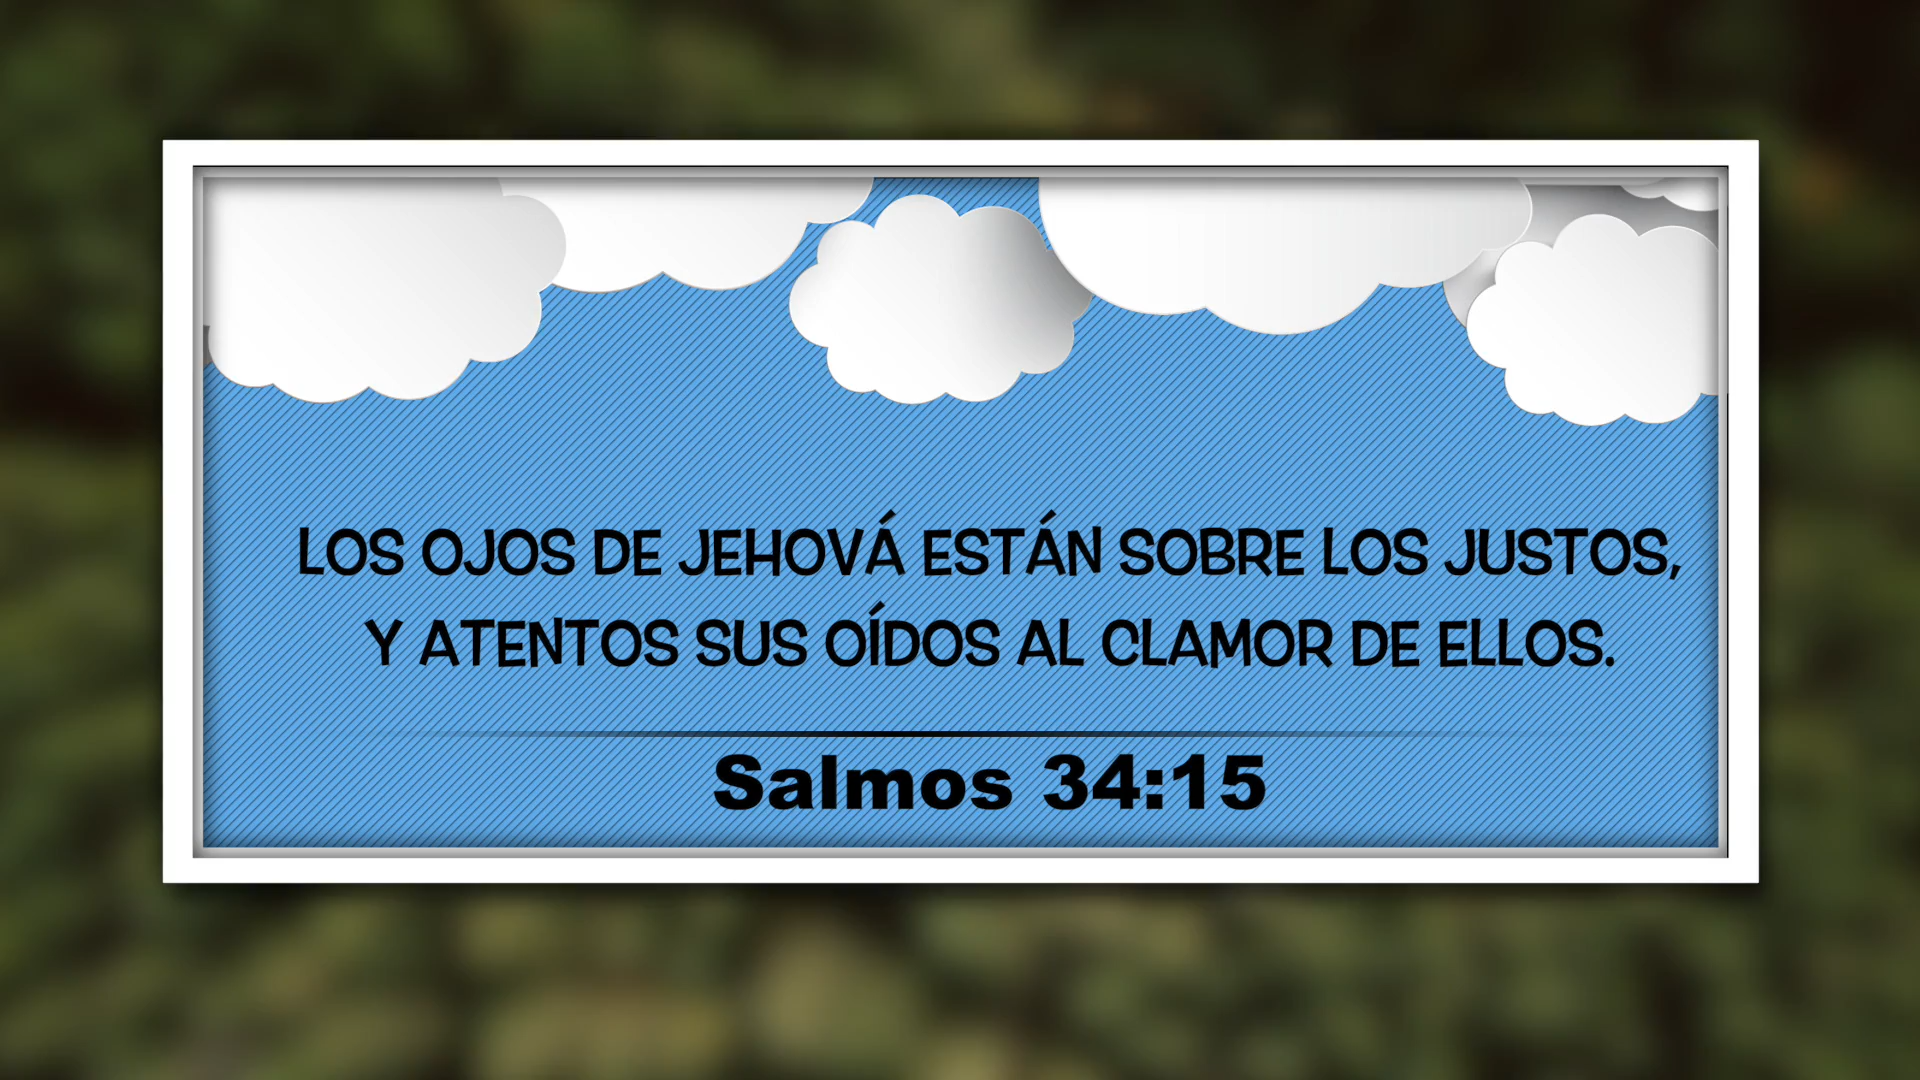 LOS OJOS DE JEHOVÁ ESTÁN SOBRE LOS JUSTOS,
Y ATENTOS SUS OÍDOS AL CLAMOR DE ELLOS.
Salmos 34:15